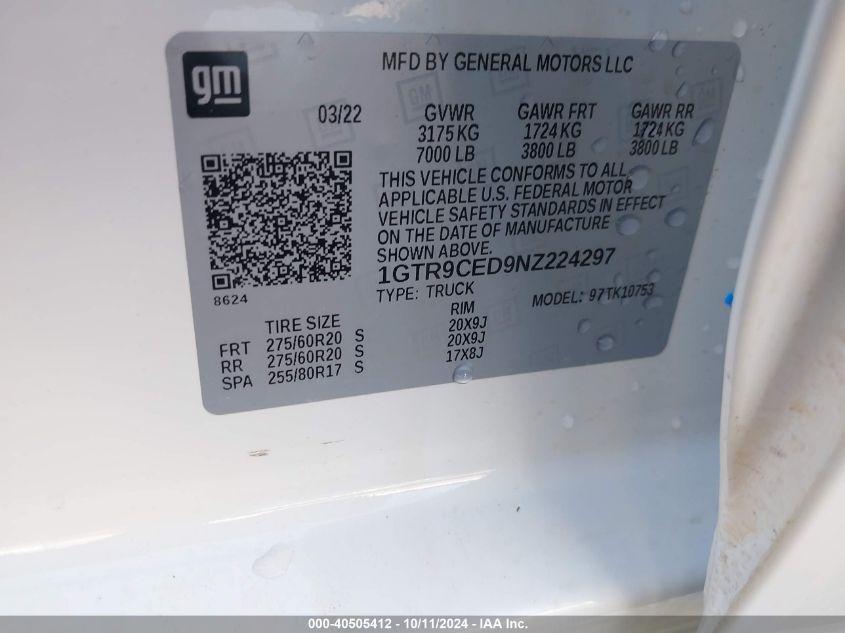 gm
MFD BY GENERAL MOTORS LLC
03/22 GVWR GAWR FRT GAWR RR
3175 KG 1724 KG 1724 KG
7000 LB 3800 LB 3800 LB
THIS VEHICLE CONFORMS TO ALL
APPLICABLE U.S. FEDERAL MOTOR
VEHICLE SAFETY STANDARDS IN EFFECT
ON THE DATE OF MANUFACTURE
SHOWN ABOVE.
1GTR9CED9NZ224297
8624
TYPE: TRUCK MODEL: 97TK10753
TIRE SIZE RIM
FRT 275/60R20 S 20X9J
RR 275/60R20 S 20X9J
SPA 255/80R17 S 17X8J
000-40505412 - 10/11/2024 - IAA Inc.